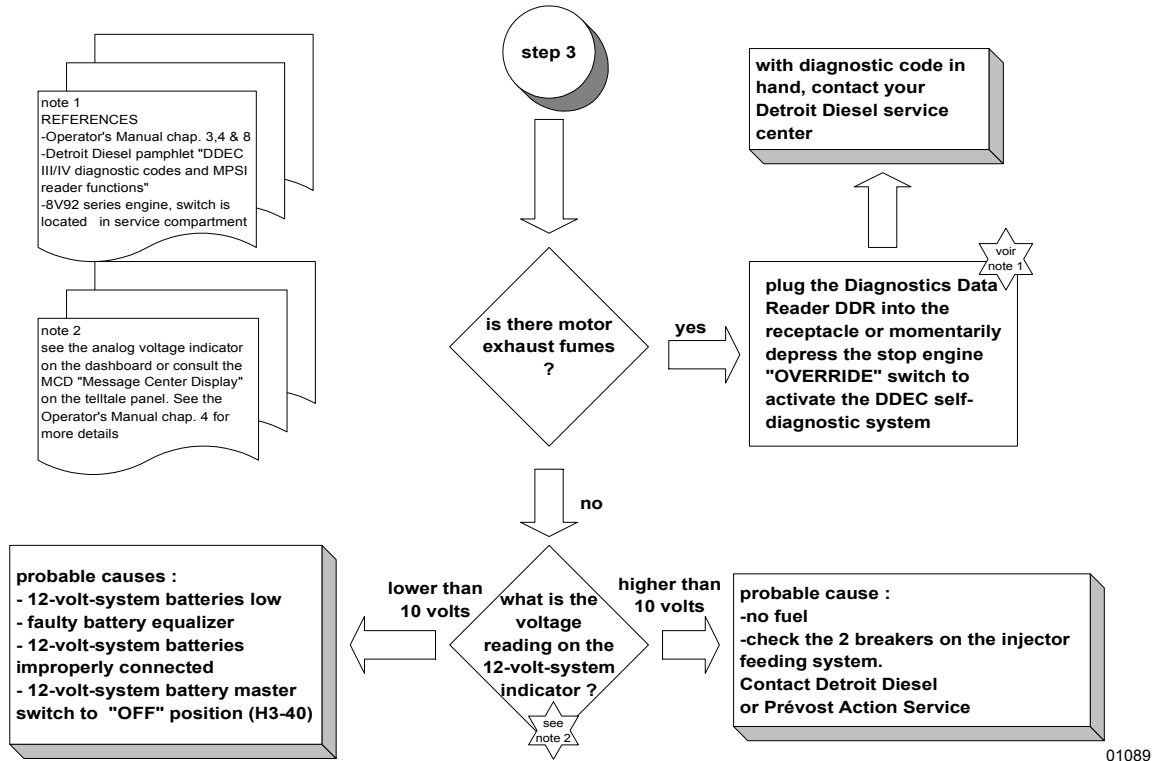 step 3
with diagnostic code in
hand, contact your
Detroit Diesel service
center
note 1
REFERENCES
-Operator's Manual chap. 3,4 & 8
-Detroit Diesel pamphlet "DDEC
III/IV diagnostic codes and MPSI
reader functions"
-8V92 series engine, switch is
located in service compartment
note 2
see the analog voltage indicator
on the dashboard or consult the
MCD "Message Center Display"
on the telltale panel. See the
Operator's Manual chap. 4 for
more details
is there motor
exhaust fumes
?
yes
voir
note 1
plug the Diagnostics Data
Reader DDR into the
receptacle or momentarily
depress the stop engine
"OVERRIDE" switch to
activate the DDEC self-
diagnostic system
no
probable causes :
- 12-volt-system batteries low
- faulty battery equalizer
- 12-volt-system batteries
improperly connected
- 12-volt-system battery master
switch to "OFF" position (H3-40)
lower than
10 volts
what is the
voltage
reading on the
12-volt-system
indicator ?
see
note 2
higher than
10 volts
probable cause :
-no fuel
-check the 2 breakers on the injector
feeding system.
Contact Detroit Diesel
or Prévost Action Service
01089